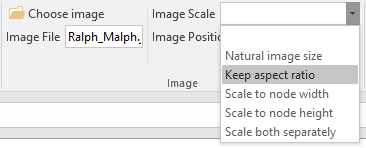 Choose image
Image File
Ralph_Malph.
Image Scale
Image Positio
Natural image size
Keep aspect ratio
Scale to node width
Scale to node height
Scale both separately
Image